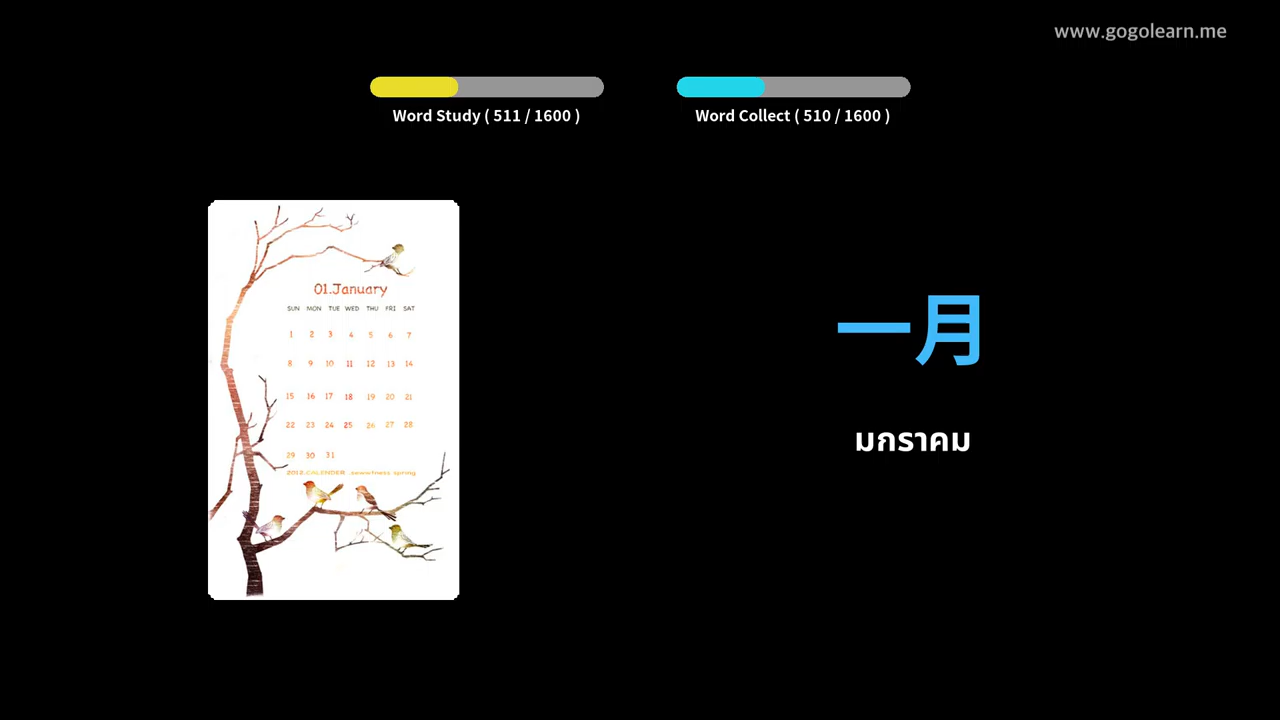 www.gogolearn.me
Word Study ( 511 / 1600 )
Word Collect ( 510 / 1600 )
01.January
SUN MON TUE WED THU FRI SAT
1 2 3 4 5 6 7
8 9 10 11 12 13 14
15 16 17 18 19 20 21
22 23 24 25 26 27 28
29 30 31
CALENDER
spring
一月
มกราคม